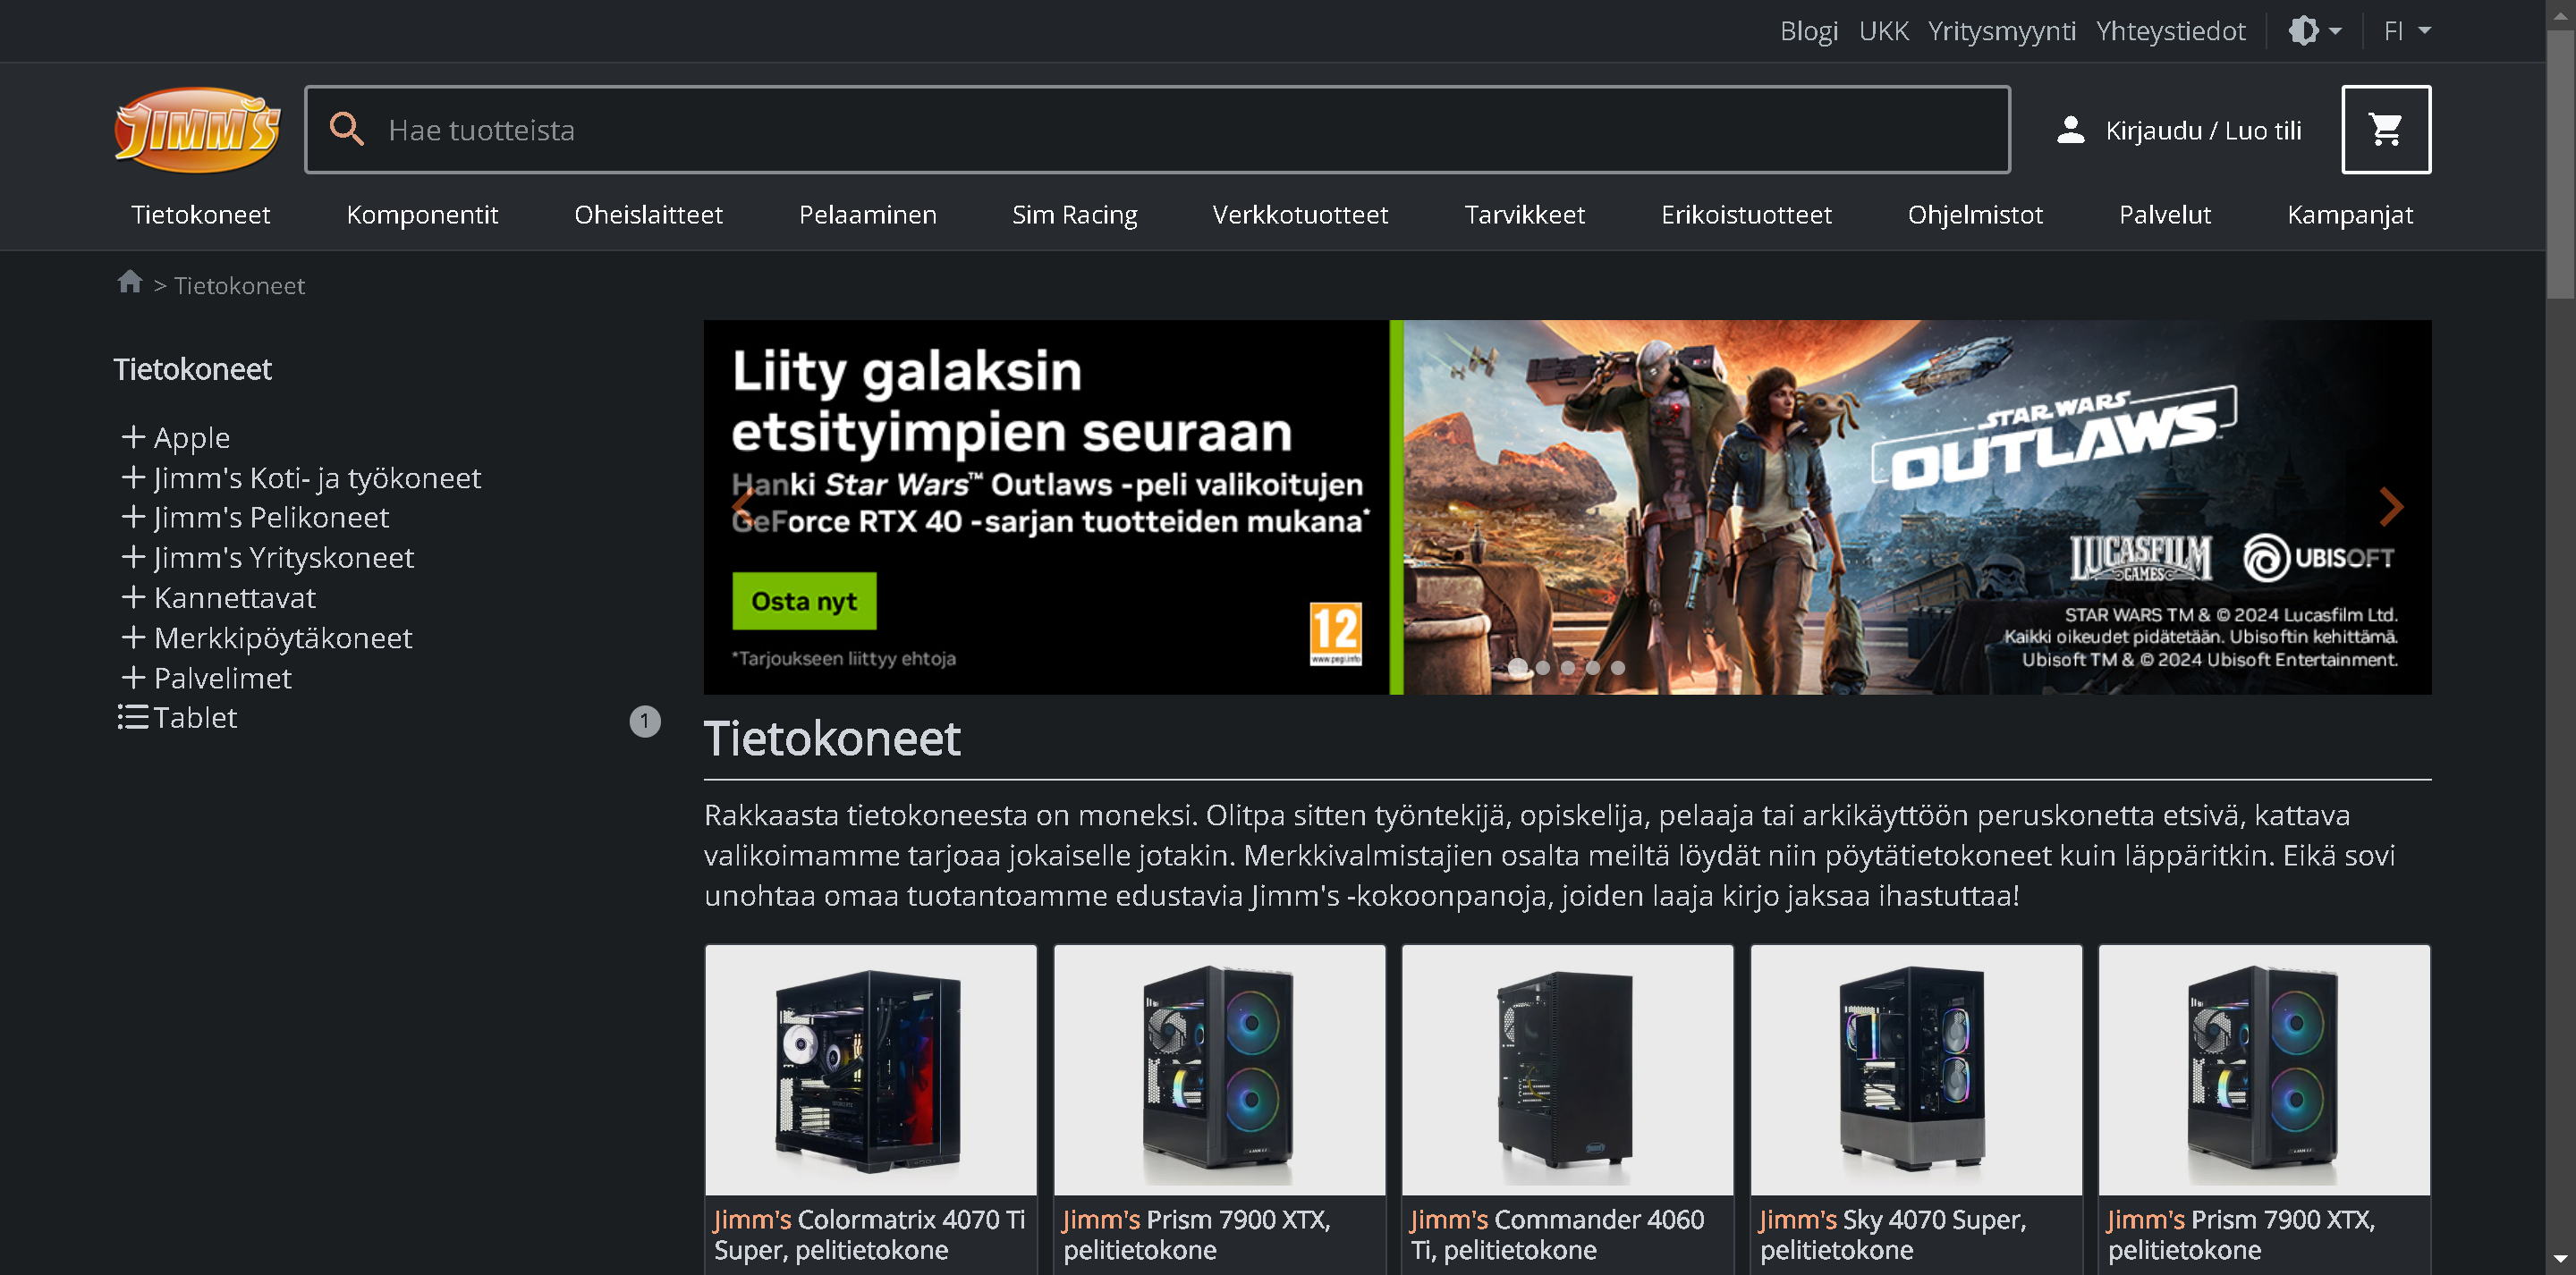 Blogi UKK Yritysmyynti Yhteystiedot FI
JIMM'S
Hae tuotteista
Kirjaudu / Luo tili
Tietokoneet Komponentit Oheislaitteet Pelaaminen Sim Racing Verkkotuotteet Tarvikkeet Erikoistuotteet Ohjelmistot Palvelut Kampanjat
> Tietokoneet
Tietokoneet
Apple
Jimm's Koti- ja työkoneet
Jimm's Pelikoneet
Jimm's Yrityskoneet
Kannettavat
Merkkipöytäkoneet
Palvelimet
Tablet 1
Liity galaksin
etsityimpien seuraan
Hanki Star Wars™ Outlaws -peli valikoitujen
GeForce RTX 40 -sarjan tuotteiden mukana*
Osta nyt
*Tarjoukseen liittyy ehtoja
12
www.pegi.info
STAR WARS
OUTLAWS
LUCASFILM
GAMES
UBISOFT
STAR WARS TM & © 2024 Lucasfilm Ltd.
Kaikki oikeudet pidätetään. Ubisoftin kehittämä.
Ubisoft TM & © 2024 Ubisoft Entertainment.
Tietokoneet
Rakkaasta tietokoneesta on moneksi. Olitpa sitten työntekijä, opiskelija, pelaaja tai arkikäyttöön peruskonetta etsivä, kattava
valikoimamme tarjoaa jokaiselle jotakin. Merkkivalmistajien osalta meiltä löydät niin pöytätietokoneet kuin läppäritkin. Eikä sovi
unohtaa omaa tuotantoamme edustavia Jimm's -kokoonpanoja, joiden laaja kirjo jaksaa ihastuttaa!
Jimm's Colormatrix 4070 Ti
Super, pelitietokone
Jimm's Prism 7900 XTX,
pelitietokone
Jimm's Commander 4060
Ti, pelitietokone
Jimm's Sky 4070 Super,
pelitietokone
Jimm's Prism 7900 XTX,
pelitietokone